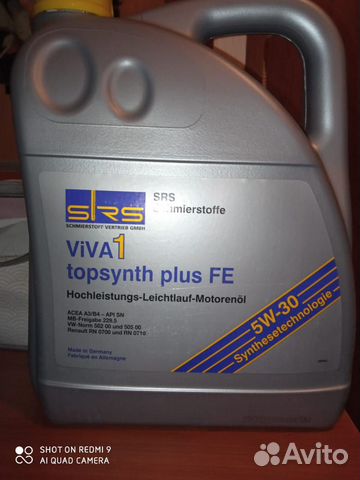 SRS
SCHMIERSTOFF VERTRIEB GMBH
SRS
Schmierstoffe
ViVA1
topsynth plus FE
Hochleistungs-Leichtlauf-Motorenöl
ACEA A3/B4 – API SN
MB-Freigabe 229.5
VW-Norm 502 00 und 505 00
Renault RN 0700 und RN 0710
Made in Germany
Fabriqué en Allemagne
5W-30
Synthesetechnologie
SHOT ON REDMI 9
AI QUAD CAMERA
Avito